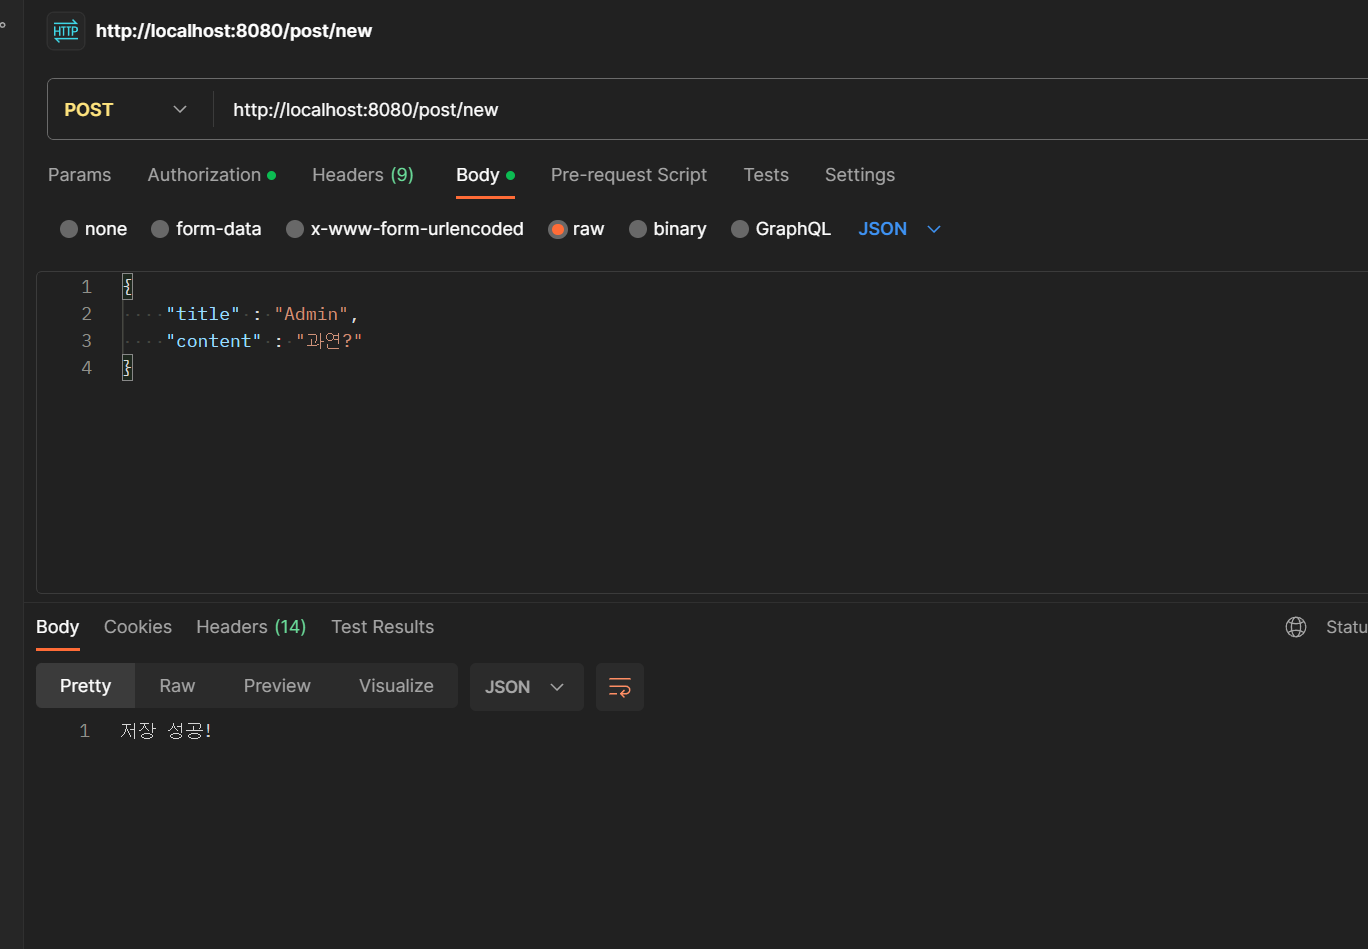 HTTP http://localhost:8080/post/new
POST http://localhost:8080/post/new
Params Authorization Headers (9) Body Pre-request Script Tests Settings
none form-data x-www-form-urlencoded raw binary GraphQL JSON
1 {
2 "title" : "Admin",
3 "content" : "과연?"
4 }
Body Cookies Headers (14) Test Results Statu
Pretty Raw Preview Visualize JSON
1 저장 성공!